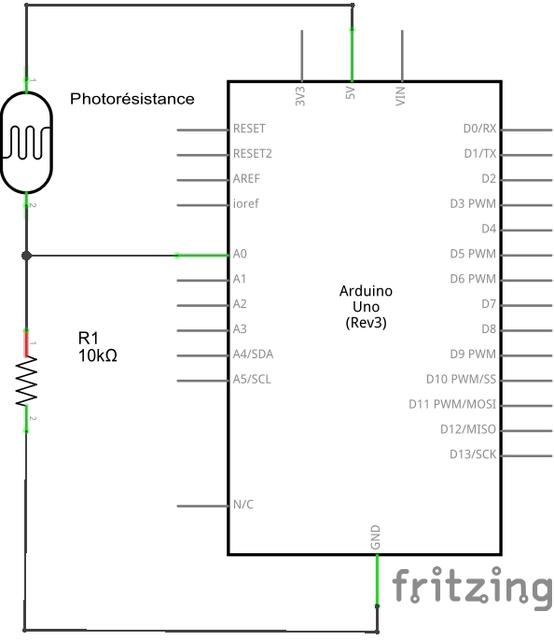 1
Photorésistance
2
3V3
5V
VIN
RESET
RESET2
AREF
ioref
A0
A1
A2
A3
A4/SDA
A5/SCL
N/C
D0/RX
D1/TX
D2
D3 PWM
D4
D5 PWM
D6 PWM
D7
D8
D9 PWM
D10 PWM/SS
D11 PWM/MOSI
D12/MISO
D13/SCK
Arduino
Uno
(Rev3)
1
R1
10kΩ
2
GND
fritzing